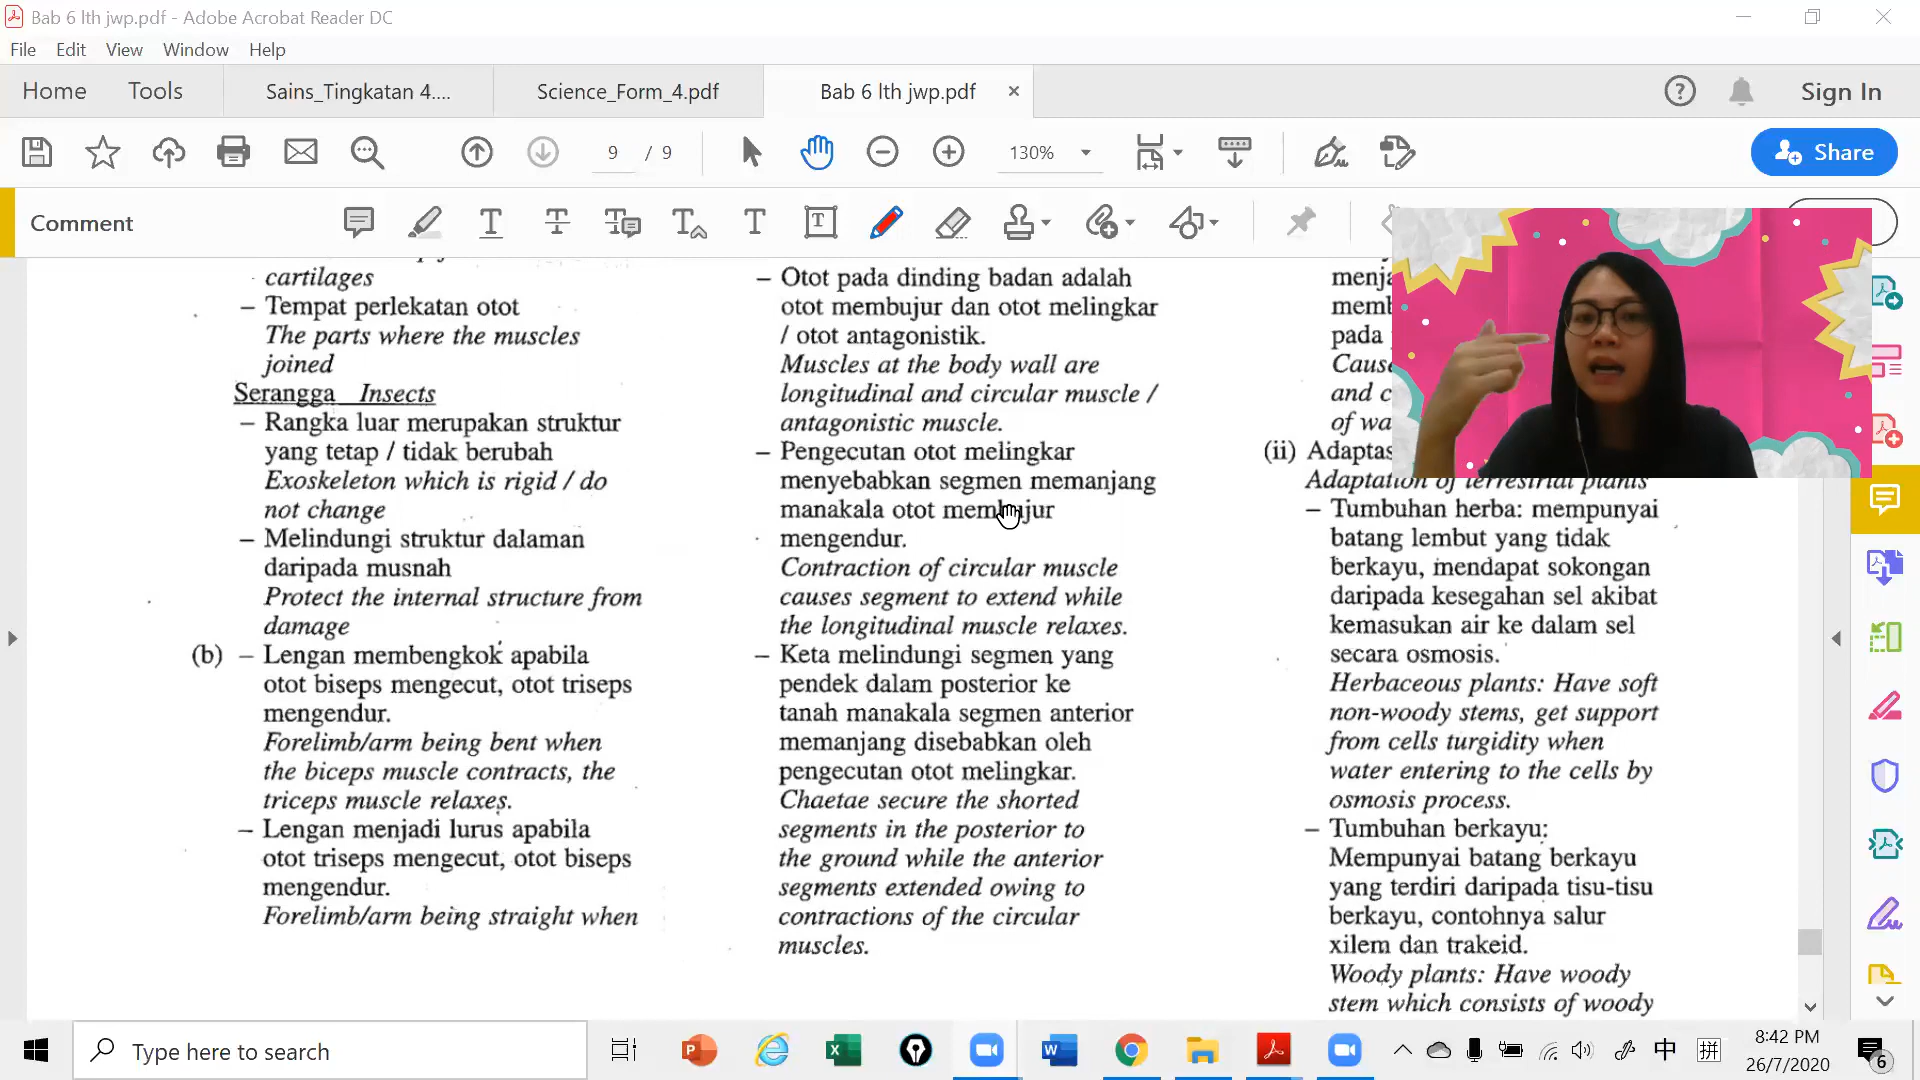 Bab 6 lth jwp.pdf - Adobe Acrobat Reader DC
File Edit View Window Help
Home Tools Sains_Tingkatan 4.... Science_Form_4.pdf Bab 6 lth jwp.pdf × Sign In
9 / 9 130% Share
Comment
cartilages
– Tempat perlekatan otot
The parts where the muscles
joined
Serangga Insects
– Rangka luar merupakan struktur
yang tetap / tidak berubah
Exoskeleton which is rigid / do
not change
– Melindungi struktur dalaman
daripada musnah
Protect the internal structure from
damage
(b) – Lengan membengkok apabila
otot biseps mengecut, otot triseps
mengendur.
Forelimb/arm being bent when
the biceps muscle contracts, the
triceps muscle relaxes.
– Lengan menjadi lurus apabila
otot triseps mengecut, otot biseps
mengendur.
Forelimb/arm being straight when
– Otot pada dinding badan adalah
otot membujur dan otot melingkar
/ otot antagonistik.
Muscles at the body wall are
longitudinal and circular muscle /
antagonistic muscle.
– Pengecutan otot melingkar
menyebabkan segmen memanjang
manakala otot membujur
mengendur.
Contraction of circular muscle
causes segment to extend while
the longitudinal muscle relaxes.
– Keta melindungi segmen yang
pendek dalam posterior ke
tanah manakala segmen anterior
memanjang disebabkan oleh
pengecutan otot melingkar.
Chaetae secure the shorted
segments in the posterior to
the ground while the anterior
segments extended owing to
contractions of the circular
muscles.
pada
Cause
and c
of wa
(ii) Adaptas
Adaptation of terrestrial plants
– Tumbuhan herba: mempunyai
batang lembut yang tidak
berkayu, mendapat sokongan
daripada kesegahan sel akibat
kemasukan air ke dalam sel
secara osmosis.
Herbaceous plants: Have soft
non-woody stems, get support
from cells turgidity when
water entering to the cells by
osmosis process.
– Tumbuhan berkayu:
Mempunyai batang berkayu
yang terdiri daripada tisu-tisu
berkayu, contohnya salur
xilem dan trakeid.
Woody plants: Have woody
stem which consists of woody
Type here to search
中 拼 8:42 PM
26/7/2020 6